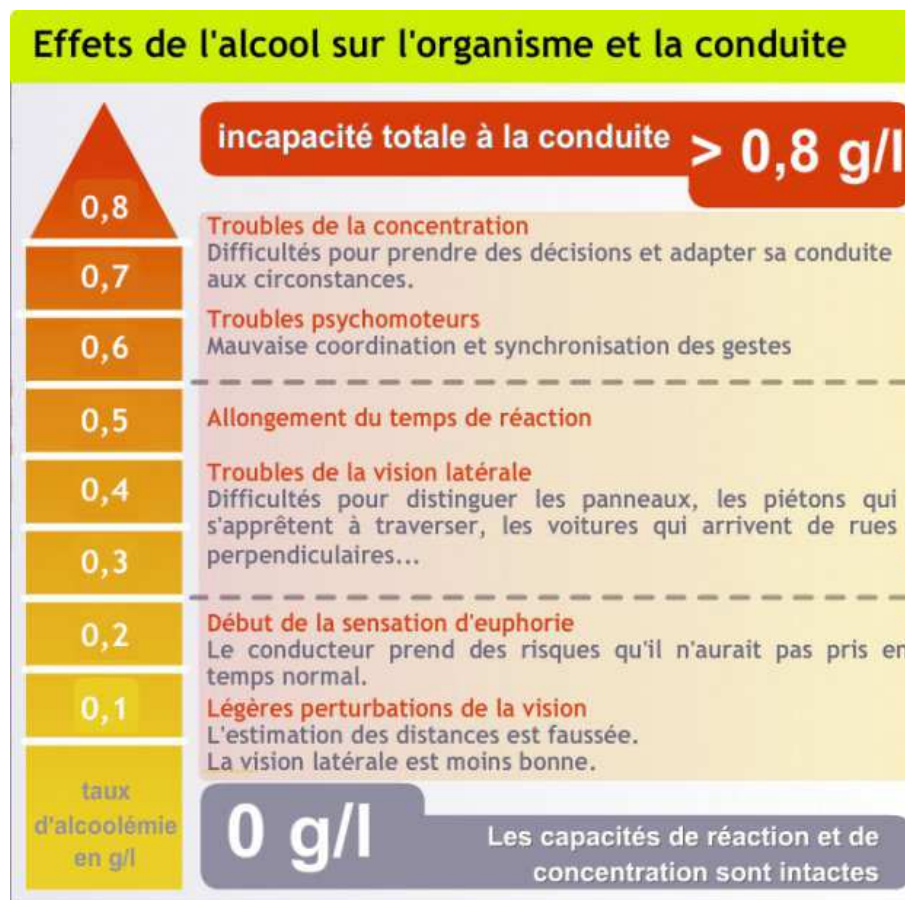 Effets de l'alcool sur l'organisme et la conduite
incapacité totale à la conduite > 0,8 g/l
0,8
Troubles de la concentration
Difficultés pour prendre des décisions et adapter sa conduite
aux circonstances.
0,7
Troubles psychomoteurs
Mauvaise coordination et synchronisation des gestes
0,6
0,5
Allongement du temps de réaction
Troubles de la vision latérale
Difficultés pour distinguer les panneaux, les piétons qui
s'apprêtent à traverser, les voitures qui arrivent de rues
perpendiculaires...
0,4
0,3
0,2
Début de la sensation d'euphorie
Le conducteur prend des risques qu'il n'aurait pas pris en
temps normal.
0,1
Légères perturbations de la vision
L'estimation des distances est faussée.
La vision latérale est moins bonne.
taux
d'alcoolémie
en g/l
0 g/l
Les capacités de réaction et de
concentration sont intactes